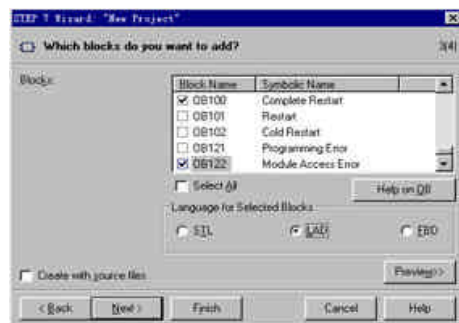 STEP 7 Wizard: "New Project"
Which blocks do you want to add? 3(4)
Blocks:
Block Name Symbolic Name
OB100 Complete Restart
OB101 Restart
OB102 Cold Restart
OB121 Programming Error
OB122 Module Access Error
Select All
Help on OB
Language for Selected Blocks
STL LAD FBD
Create with source files
Preview>>
< Back Next > Finish Cancel Help